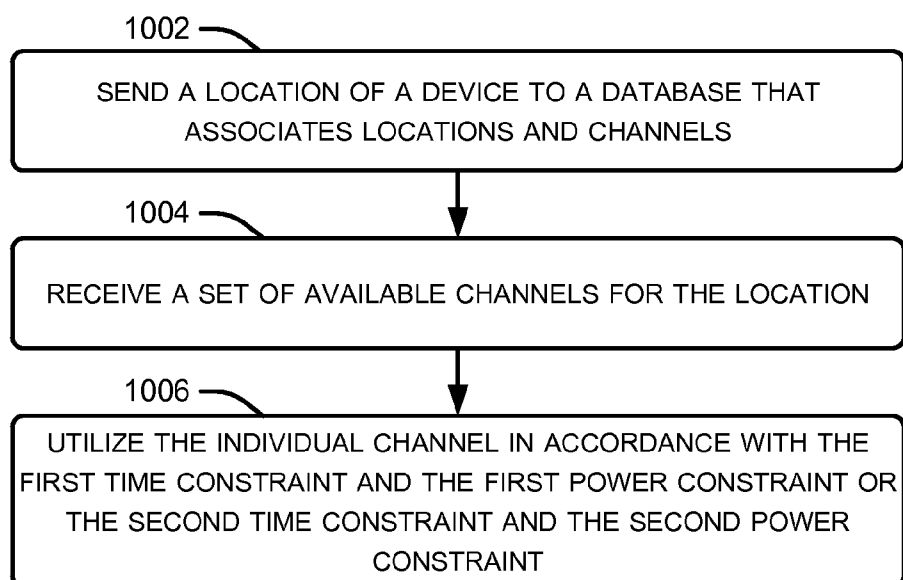 1002
SEND A LOCATION OF A DEVICE TO A DATABASE THAT
ASSOCIATES LOCATIONS AND CHANNELS
1004
RECEIVE A SET OF AVAILABLE CHANNELS FOR THE LOCATION
1006
UTILIZE THE INDIVIDUAL CHANNEL IN ACCORDANCE WITH THE
FIRST TIME CONSTRAINT AND THE FIRST POWER CONSTRAINT OR
THE SECOND TIME CONSTRAINT AND THE SECOND POWER
CONSTRAINT